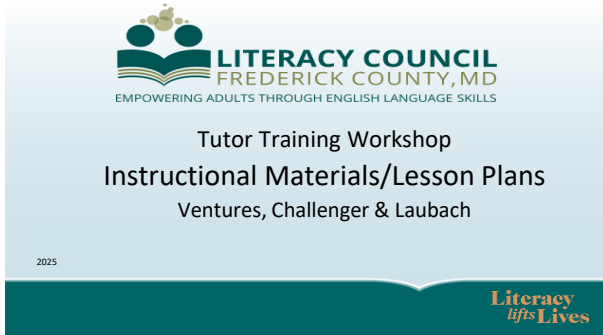 LITERACY COUNCIL
FREDERICK COUNTY, MD
EMPOWERING ADULTS THROUGH ENGLISH LANGUAGE SKILLS
Tutor Training Workshop
Instructional Materials/Lesson Plans
Ventures, Challenger & Laubach
2025
Literacy
lifts Lives